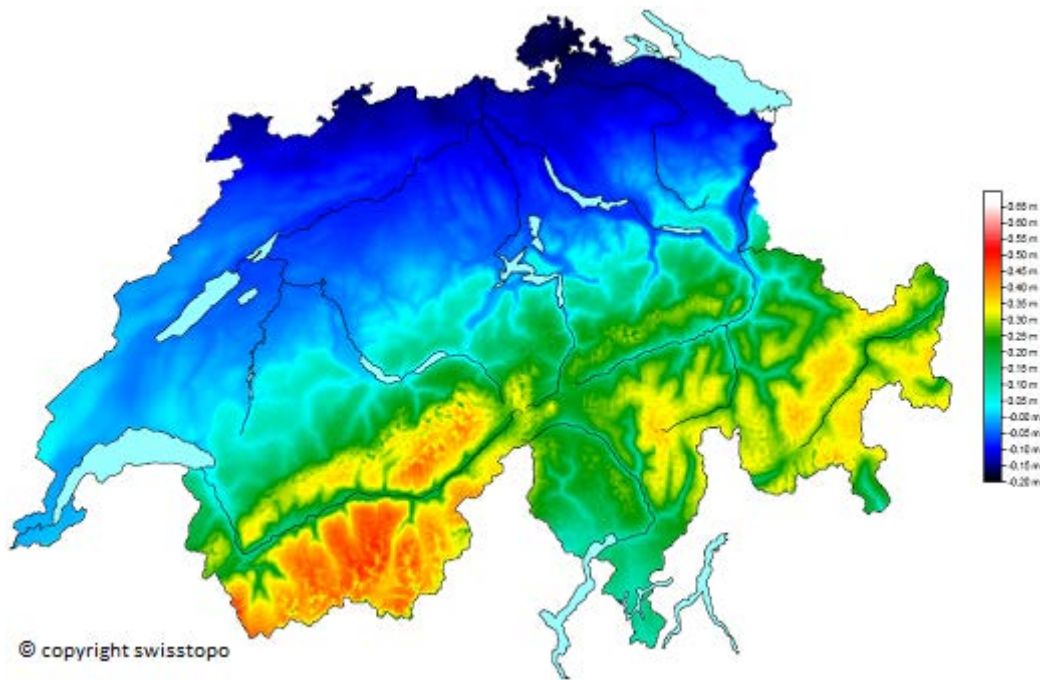 0.65 m
0.60 m
0.55 m
0.50 m
0.45 m
0.40 m
0.35 m
0.30 m
0.25 m
0.20 m
0.15 m
0.10 m
0.05 m
-0.00 m
-0.05 m
-0.10 m
-0.15 m
-0.20 m
© copyright swisstopo